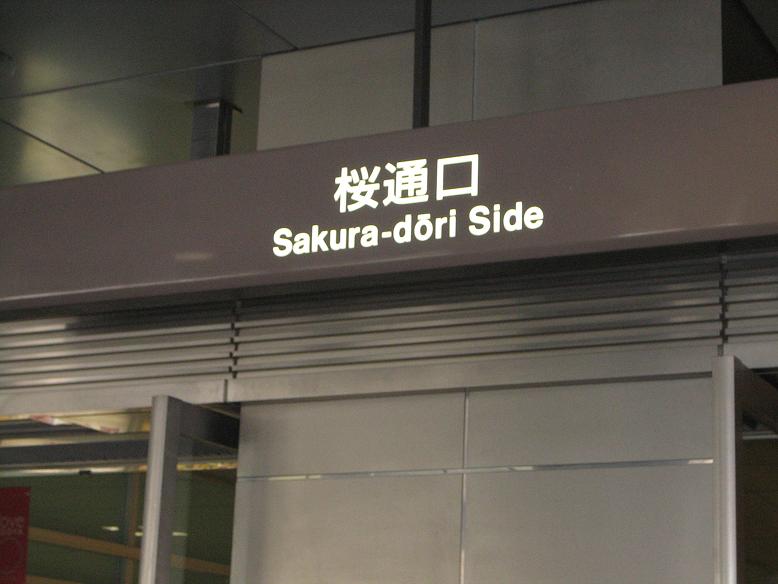 桜通口
Sakura-dōri Side